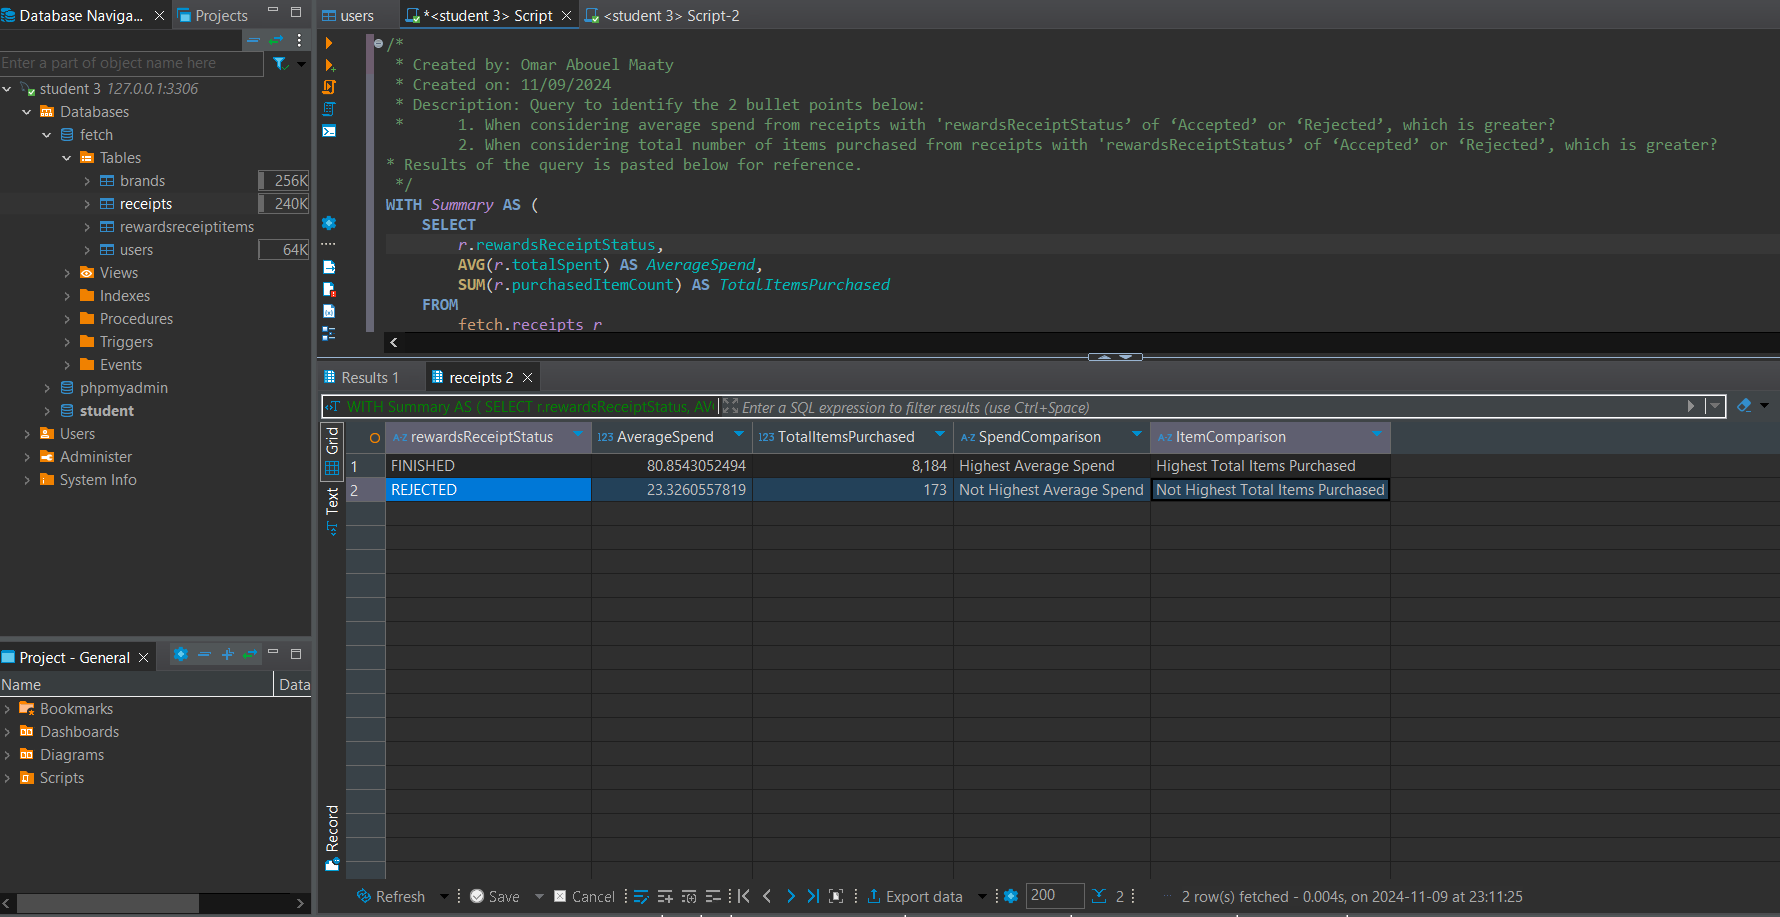 Database Naviga...
Projects
Enter a part of object name here
student 3 127.0.0.1:3306
Databases
fetch
Tables
brands 256K
receipts 240K
rewardsreceiptitems
users 64K
Views
Indexes
Procedures
Triggers
Events
phpmyadmin
student
Users
Administer
System Info
Project - General
Name Data
Bookmarks
Dashboards
Diagrams
Scripts
users
*<student 3> Script
<student 3> Script-2
/*
* Created by: Omar Abouel Maaty
* Created on: 11/09/2024
* Description: Query to identify the 2 bullet points below:
* 1. When considering average spend from receipts with 'rewardsReceiptStatus’ of ‘Accepted’ or ‘Rejected’, which is greater?
2. When considering total number of items purchased from receipts with 'rewardsReceiptStatus’ of ‘Accepted’ or ‘Rejected’, which is greater?
* Results of the query is pasted below for reference.
*/
WITH Summary AS (
SELECT
r.rewardsReceiptStatus,
AVG(r.totalSpent) AS AverageSpend,
SUM(r.purchasedItemCount) AS TotalItemsPurchased
FROM
fetch.receipts r
Results 1
receipts 2
WITH Summary AS ( SELECT r.rewardsReceiptStatus, AV
Enter a SQL expression to filter results (use Ctrl+Space)
Grid
Text
Record
A-Z rewardsReceiptStatus 123 AverageSpend 123 TotalItemsPurchased A-Z SpendComparison A-Z ItemComparison
1 FINISHED 80.8543052494 8,184 Highest Average Spend Highest Total Items Purchased
2 REJECTED 23.3260557819 173 Not Highest Average Spend Not Highest Total Items Purchased
Refresh Save Cancel Export data 200 2 2 row(s) fetched - 0.004s, on 2024-11-09 at 23:11:25